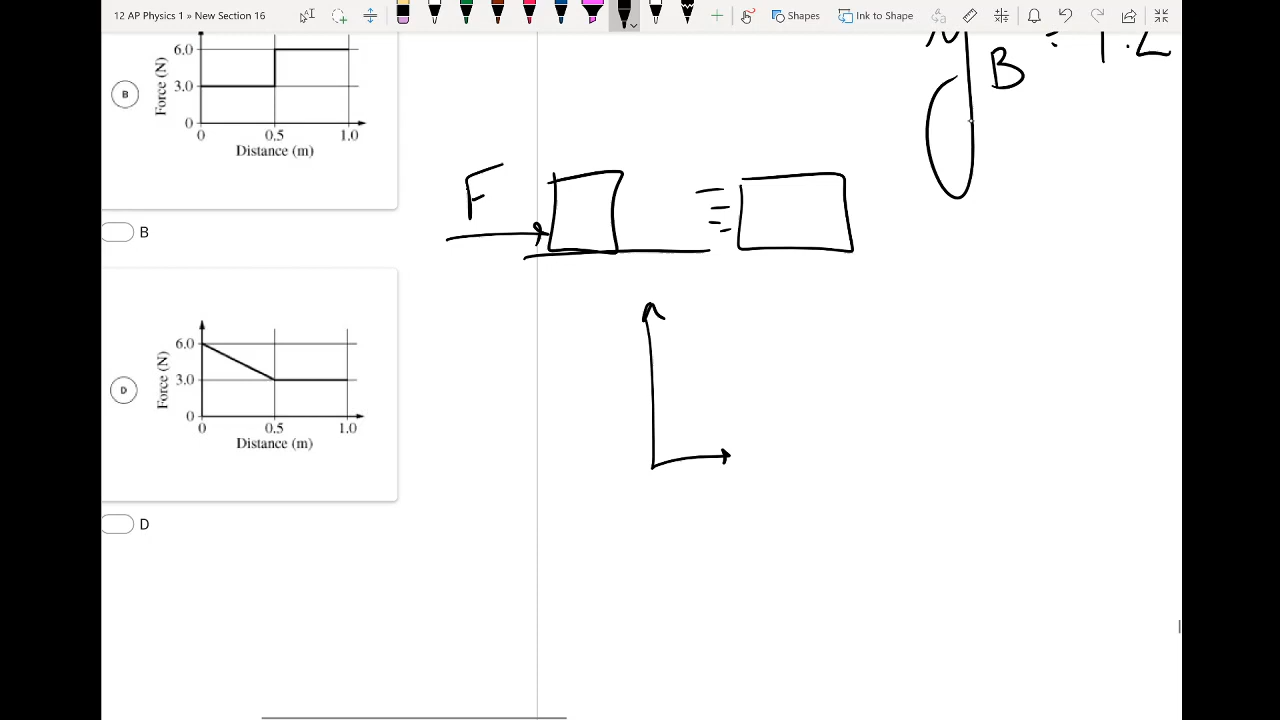 12 AP Physics 1 » New Section 16
Shapes
Ink to Shape
6.0
3.0
0
Force (N)
0
0.5
1.0
Distance (m)
B
B
6.0
3.0
0
Force (N)
0
0.5
1.0
Distance (m)
D
D
F
B